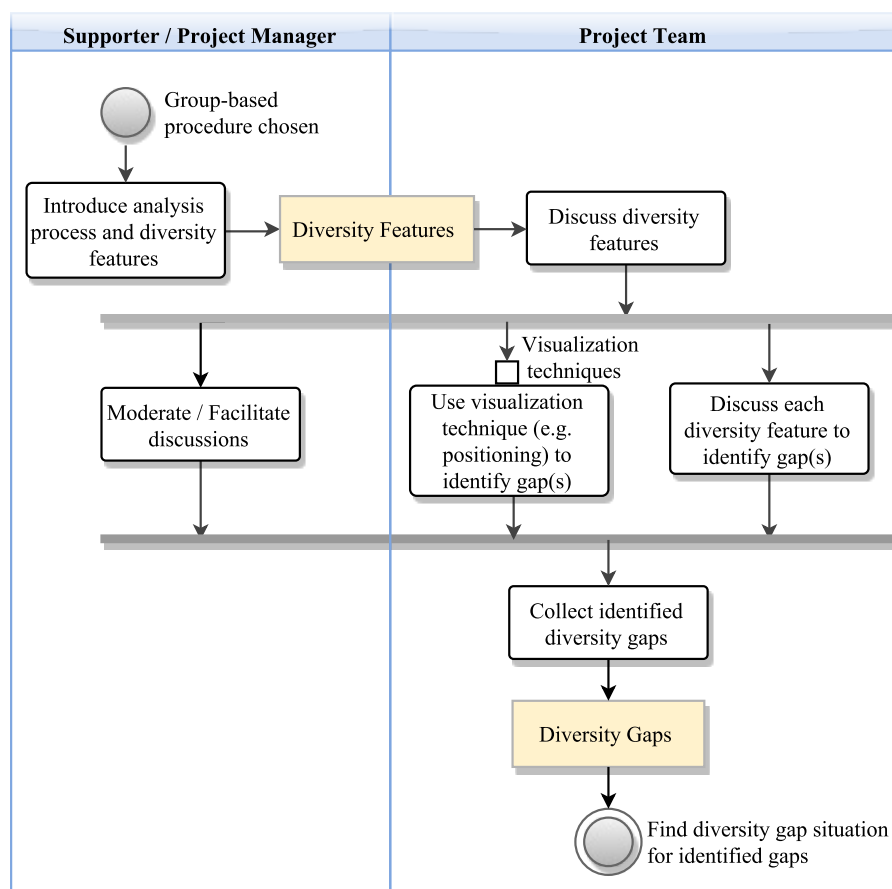 Supporter / Project Manager
Project Team
Group-based
procedure chosen
Introduce analysis
process and diversity
features
Diversity Features
Discuss diversity
features
Visualization
techniques
Moderate / Facilitate
discussions
Use visualization
technique (e.g.
positioning) to
identify gap(s)
Discuss each
diversity feature to
identify gap(s)
Collect identified
diversity gaps
Diversity Gaps
Find diversity gap situation
for identified gaps